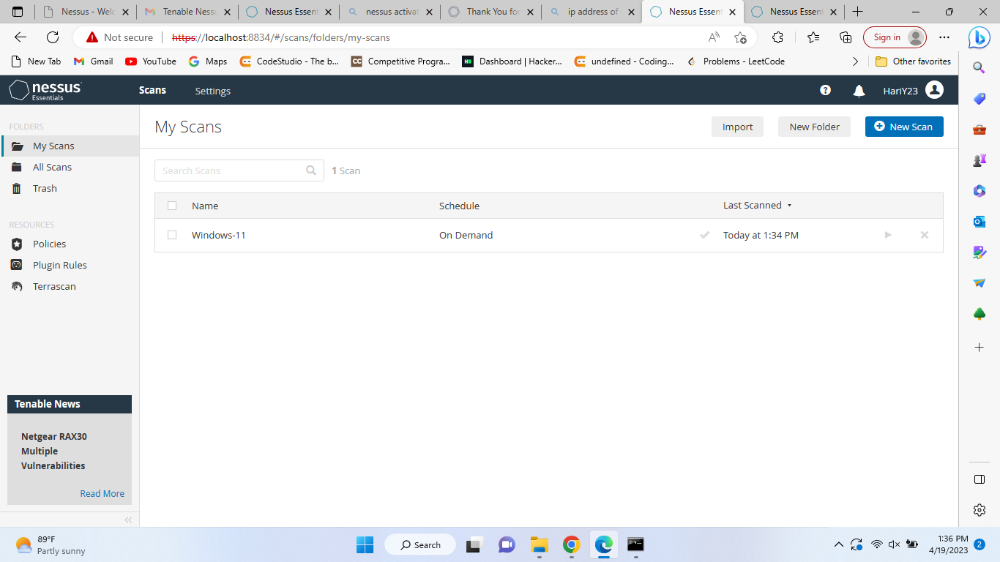 Nessus - Welc
Tenable Nessu
Nessus Essent
nessus activat
Thank You for
ip address of
Nessus Essent
Nessus Essent
Not secure
https://localhost:8834/#/scans/folders/my-scans
Sign in
New Tab
Gmail
YouTube
Maps
CodeStudio - The b...
Competitive Progra...
Dashboard | Hacker...
undefined - Coding...
Problems - LeetCode
Other favorites
nessus
Essentials
Scans
Settings
HariY23
FOLDERS
My Scans
All Scans
Trash
RESOURCES
Policies
Plugin Rules
Terrascan
Tenable News
Netgear RAX30
Multiple
Vulnerabilities
Read More
My Scans
Import
New Folder
New Scan
Search Scans
1 Scan
Name
Schedule
Last Scanned
Windows-11
On Demand
Today at 1:34 PM
89°F
Partly sunny
Search
1:36 PM
4/19/2023
2